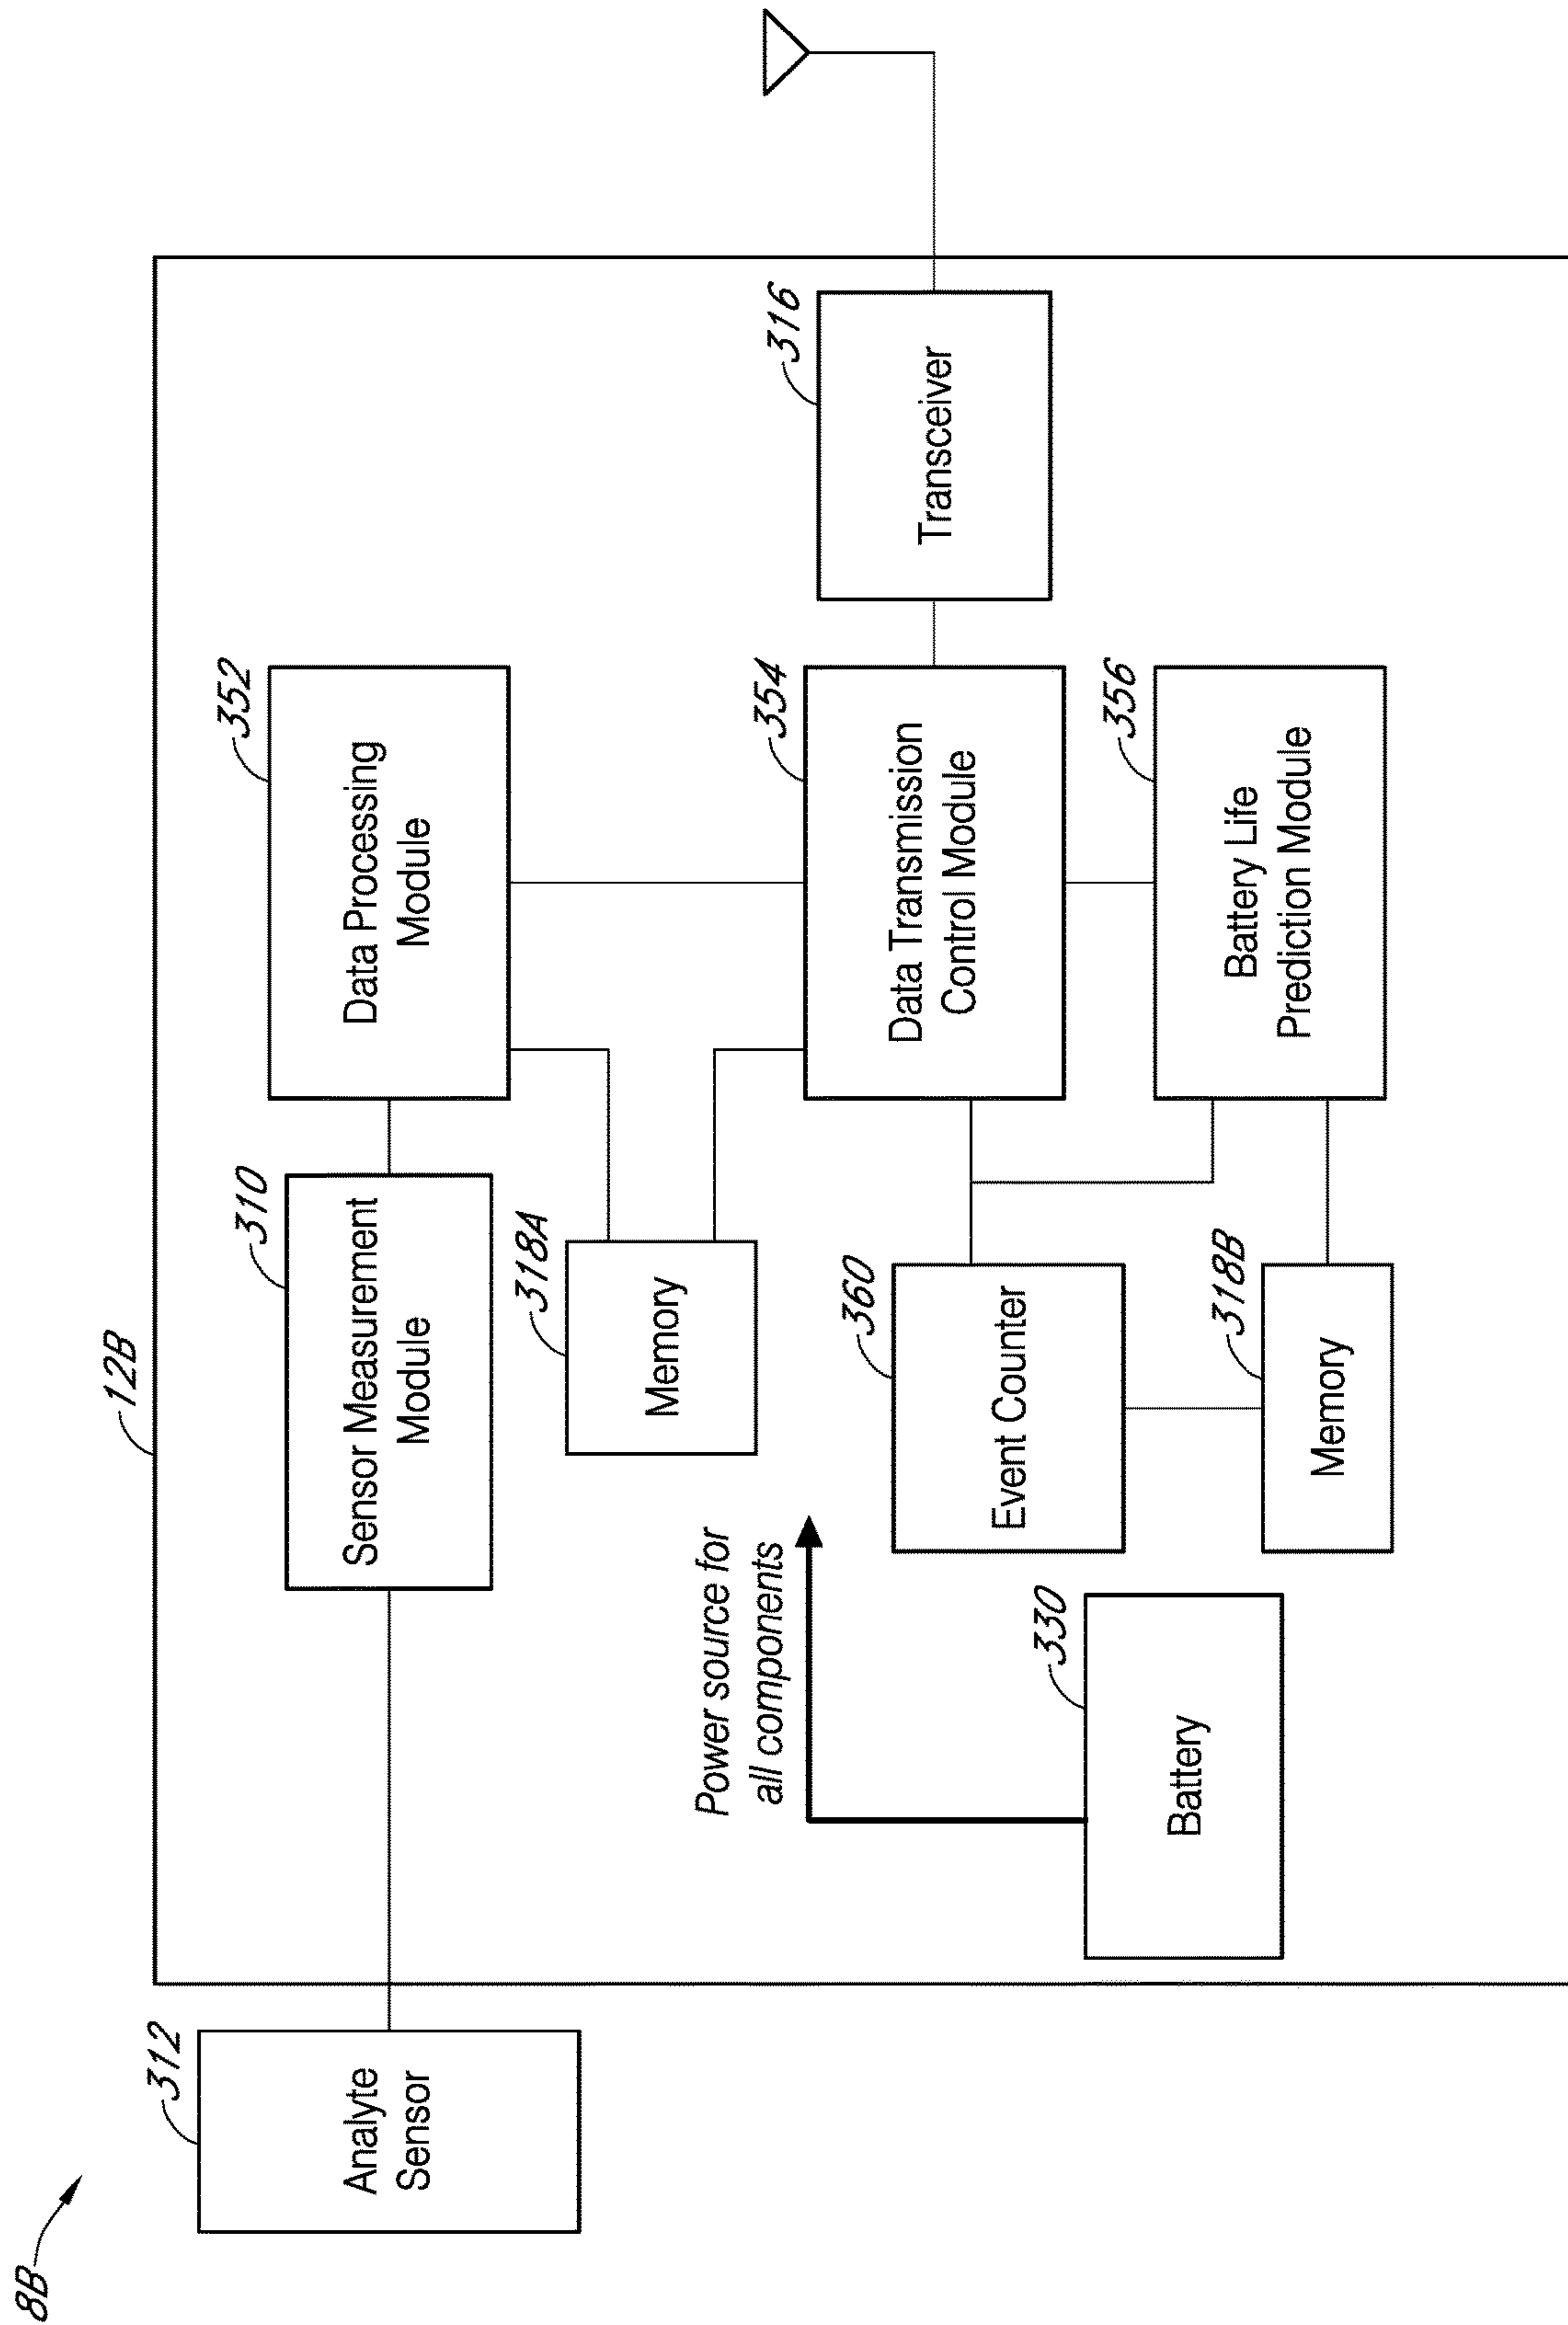 8B
12B
312
Analyte
Sensor
310
Sensor Measurement
Module
352
Data Processing
Module
318A
Memory
Power source for
all components
330
Battery
360
Event Counter
318B
Memory
354
Data Transmission
Control Module
356
Battery Life
Prediction Module
316
Transceiver